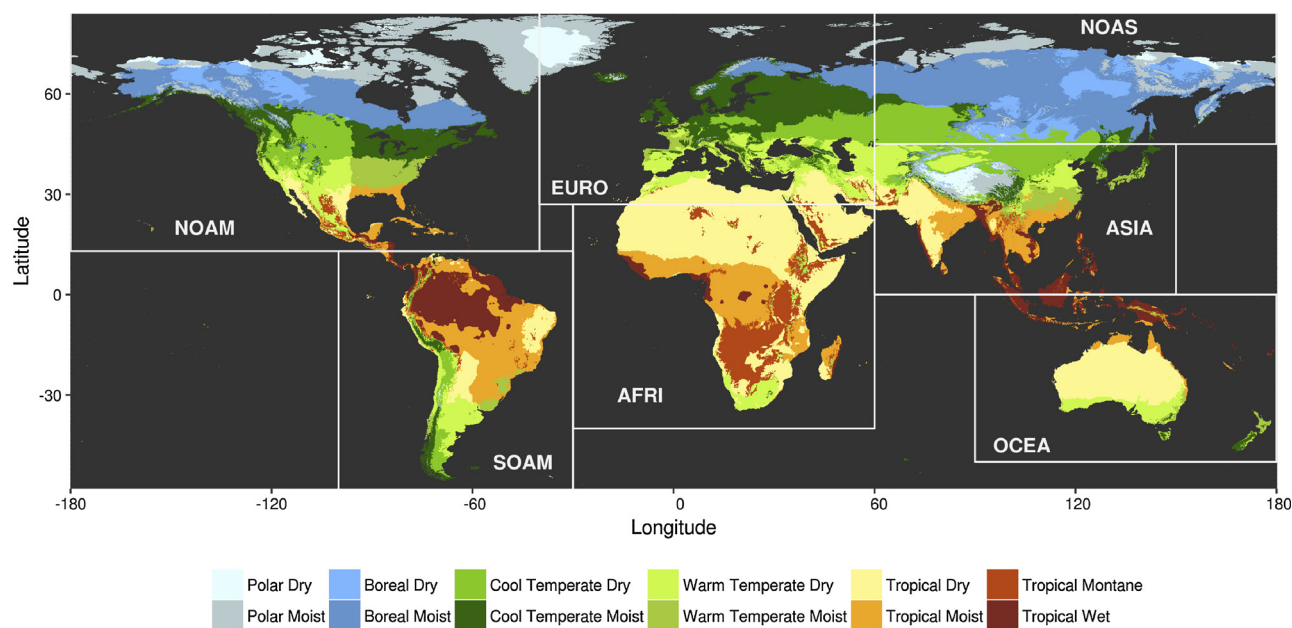 NOAS
60
Latitude
30
EURO
NOAM
ASIA
0
-30
AFRI
SOAM
OCEA
-180
-120
-60
0
60
120
180
Longitude
Polar Dry
Boreal Dry
Cool Temperate Dry
Warm Temperate Dry
Tropical Dry
Tropical Montane
Polar Moist
Boreal Moist
Cool Temperate Moist
Warm Temperate Moist
Tropical Moist
Tropical Wet